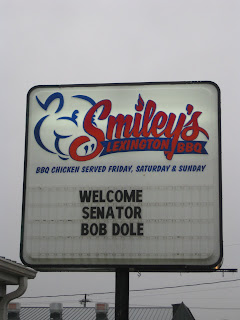 Smiley's
LEXINGTON BBQ
BBQ CHICKEN SERVED FRIDAY, SATURDAY & SUNDAY
WELCOME
SENATOR
BOB DOLE